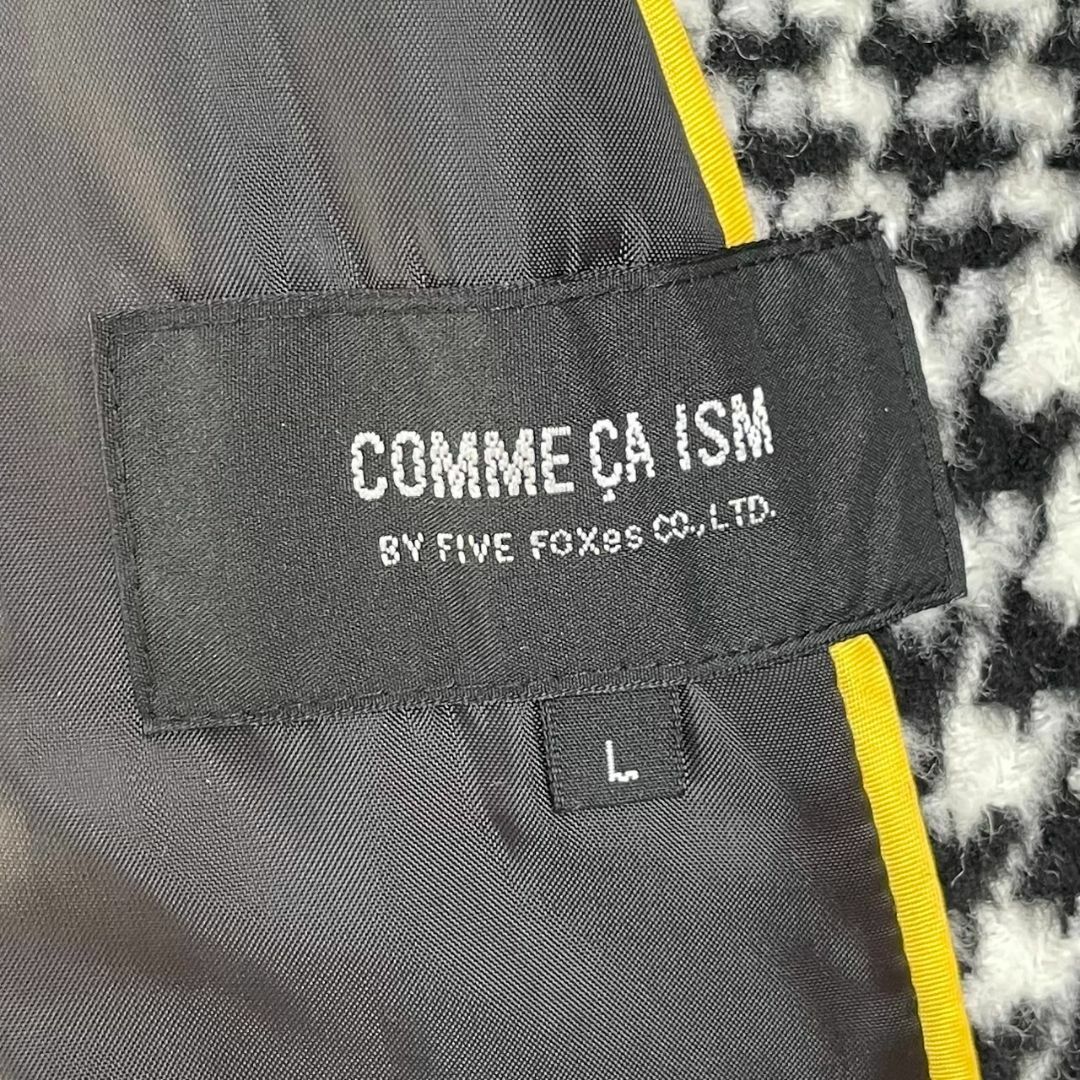 COMME ÇA ISM
BY FIVE FOXes CO., LTD.
L